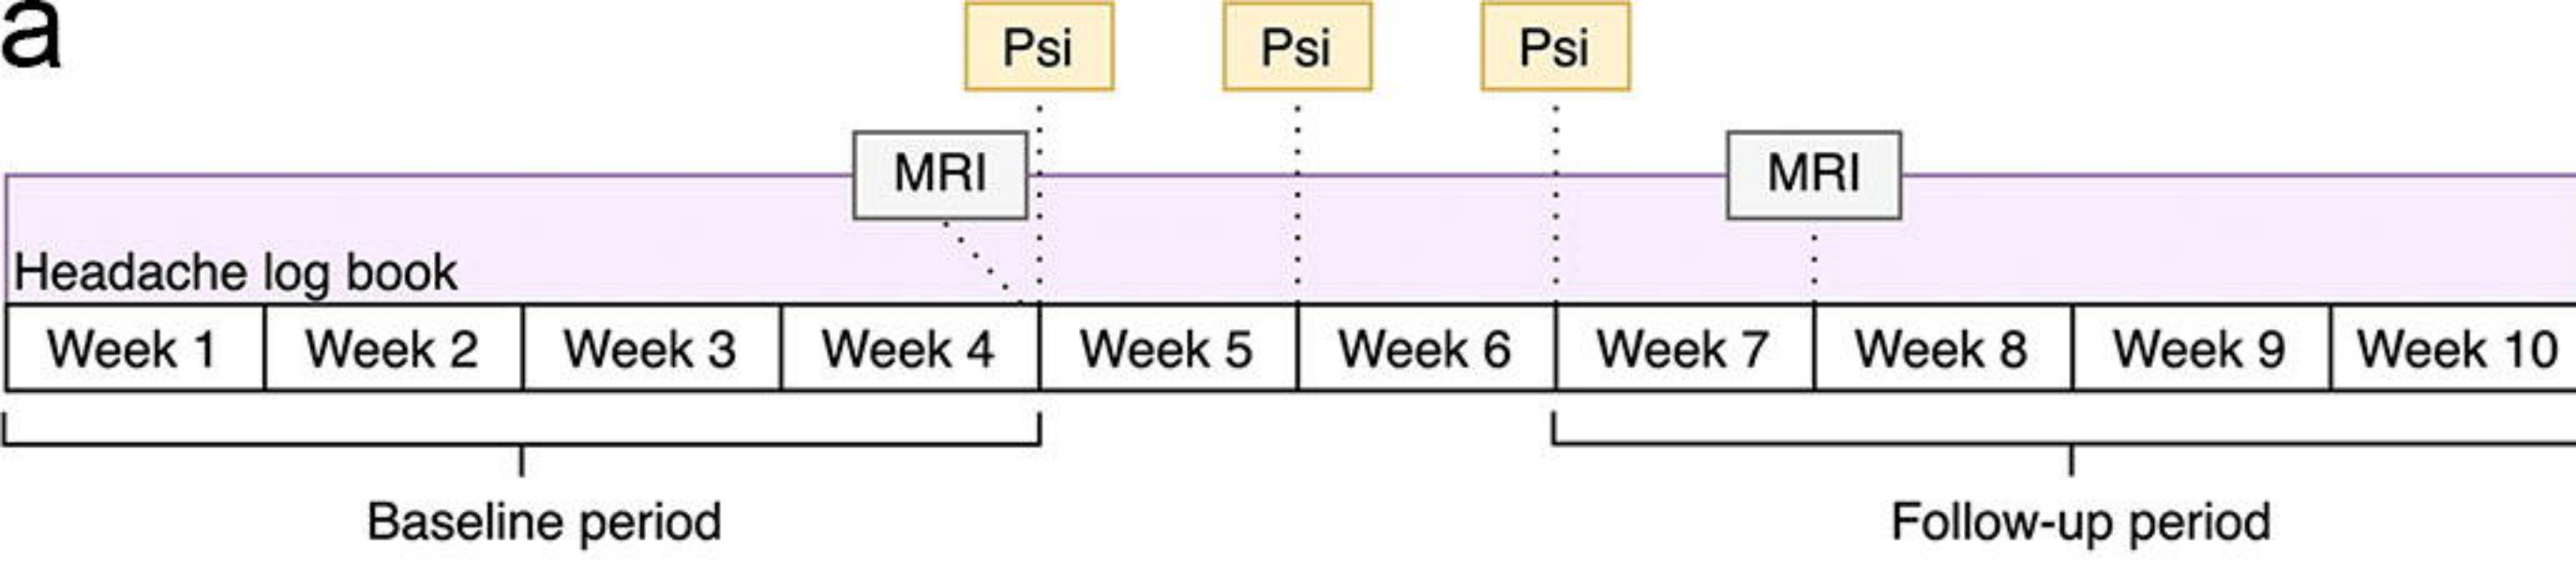 a
Psi Psi Psi
MRI MRI
Headache log book
Week 1 Week 2 Week 3 Week 4 Week 5 Week 6 Week 7 Week 8 Week 9 Week 10
Baseline period Follow-up period